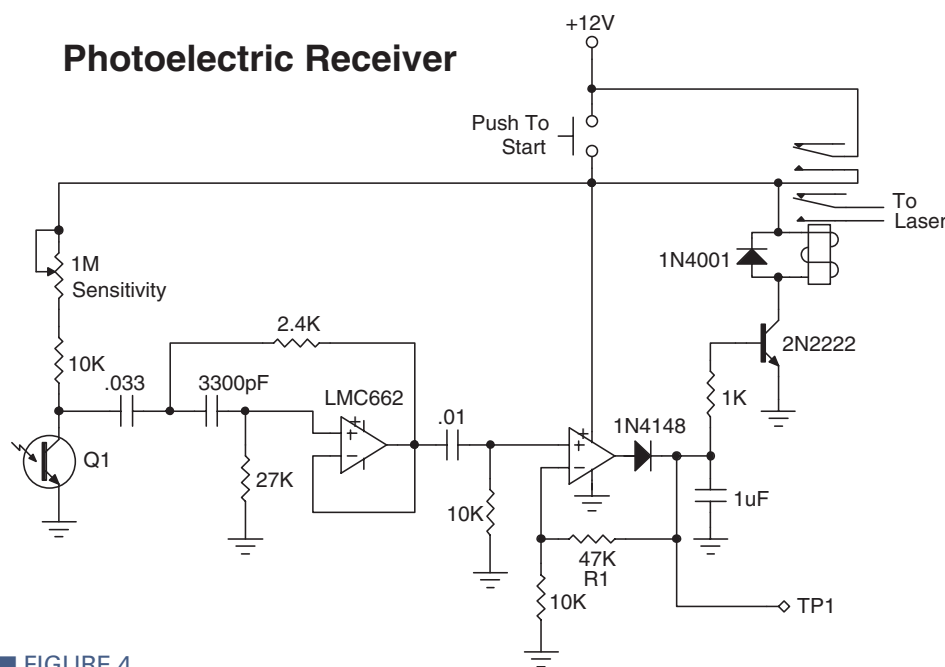 Photoelectric Receiver
+12V
Push To
Start
To
Laser
1N4001
1M
Sensitivity
2N2222
2.4K
10K
.033
3300pF
LMC662
1K
.01
1N4148
Q1
27K
1uF
10K
47K
R1
10K
TP1
FIGURE 4
+
−
+
+
−
+